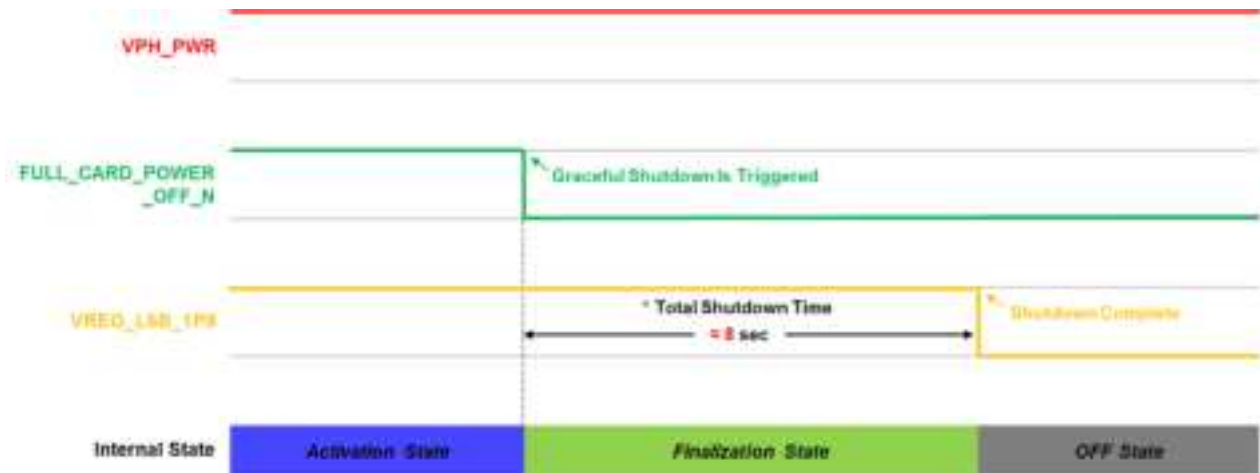 VPH_PWR
FULL_CARD_POWER
_OFF_N
Graceful Shutdown Is Triggered
* Total Shutdown Time
sec
Shutdown Complete
Internal State
Activation State
Finalization State
OFF State